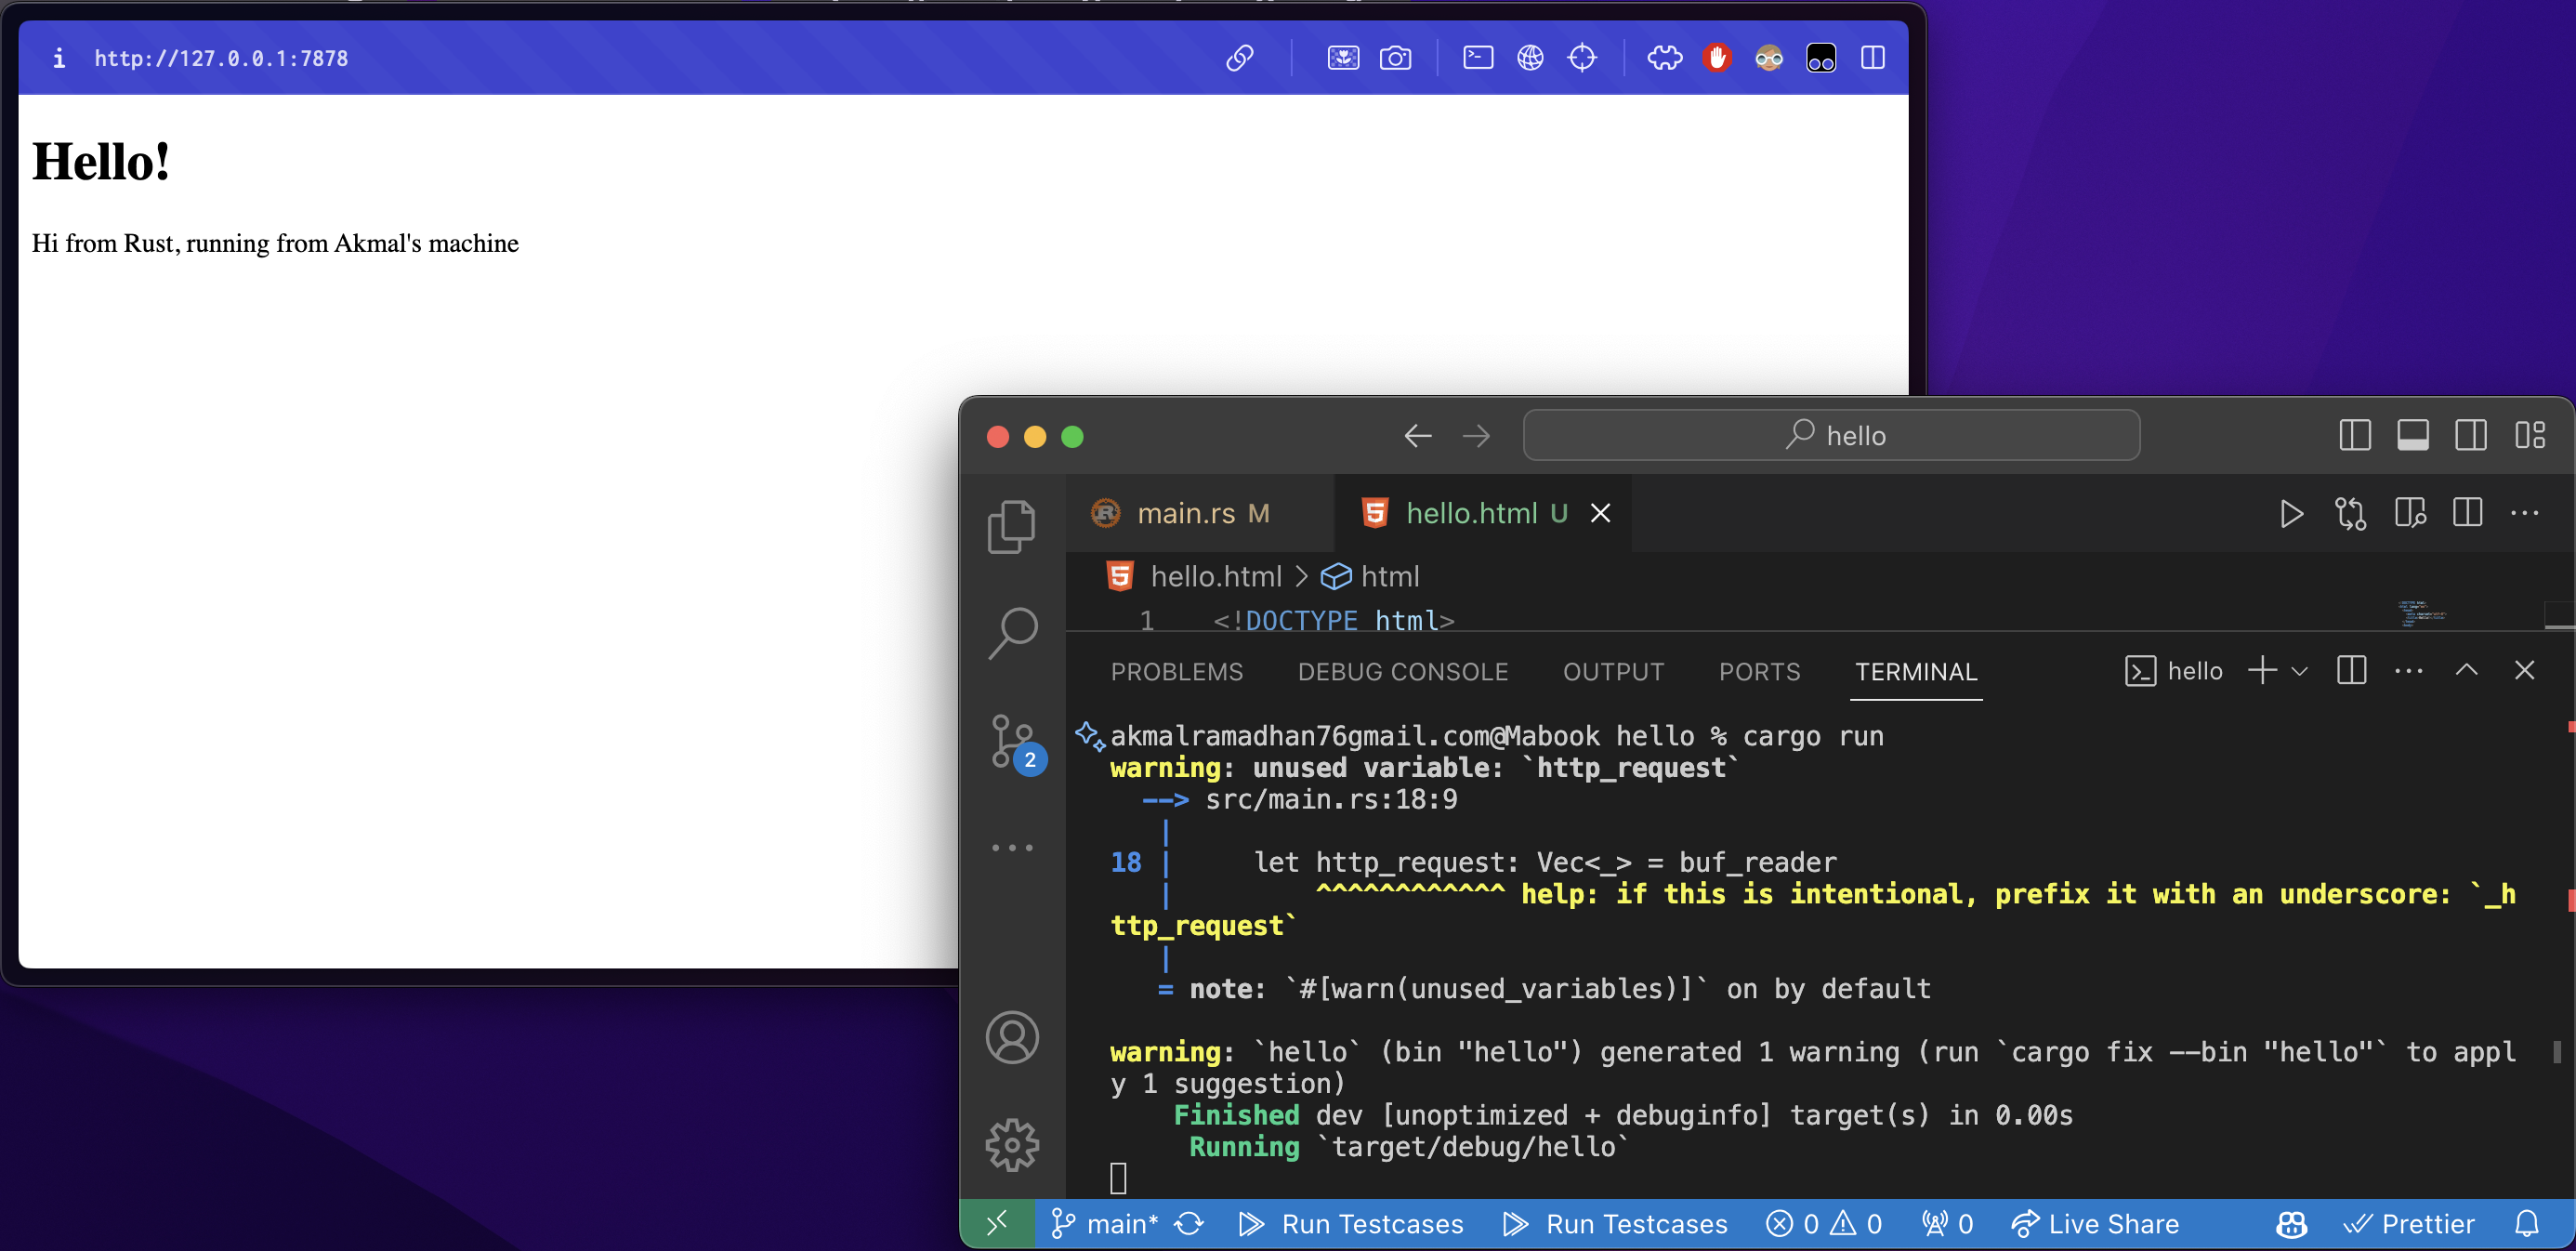 http://127.0.0.1:7878
Hello!
Hi from Rust, running from Akmal's machine
hello
main.rs M
hello.html U
hello.html > html
1 <!DOCTYPE html>
PROBLEMS DEBUG CONSOLE OUTPUT PORTS TERMINAL hello
akmalramadhan76gmail.com@Mabook hello % cargo run
warning: unused variable: `http_request`
--> src/main.rs:18:9
|
18 | let http_request: Vec<_> = buf_reader
| ^^^^^^^^^^^^ help: if this is intentional, prefix it with an underscore: `_h
ttp_request`
|
= note: `#[warn(unused_variables)]` on by default
warning: `hello` (bin "hello") generated 1 warning (run `cargo fix --bin "hello"` to appl
y 1 suggestion)
Finished dev [unoptimized + debuginfo] target(s) in 0.00s
Running `target/debug/hello`
2
main* Run Testcases Run Testcases 0 0 0 Live Share Prettier